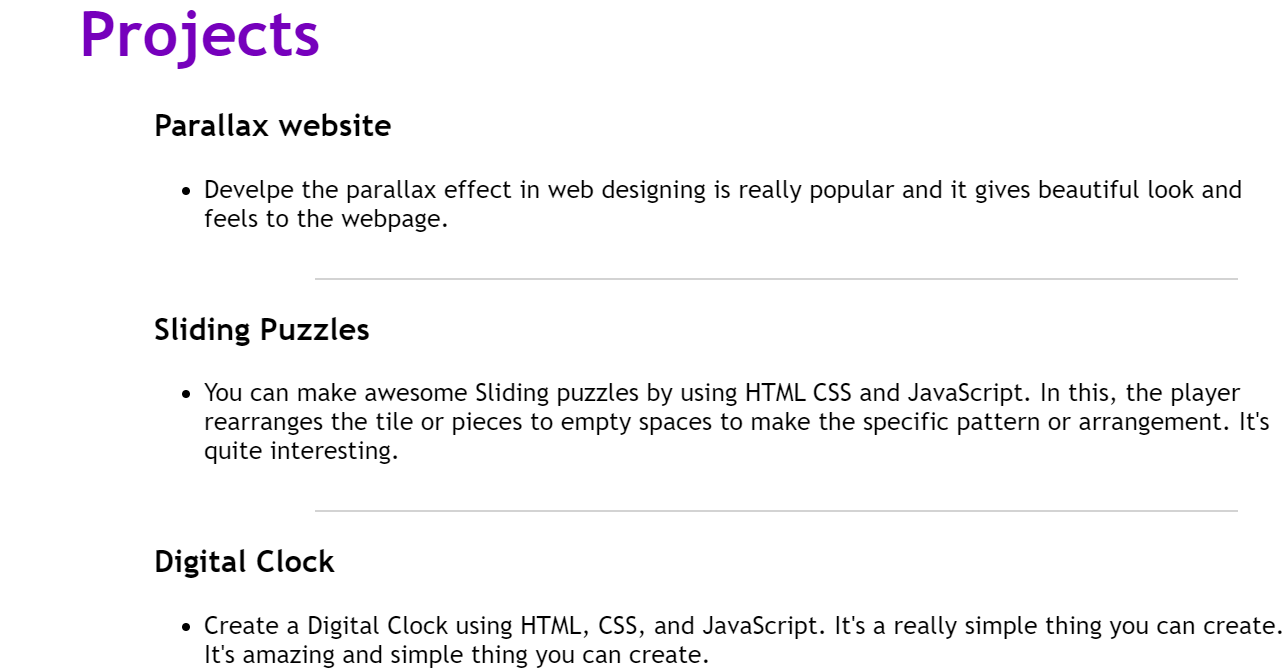 Projects
Parallax website
• Develpe the parallax effect in web designing is really popular and it gives beautiful look and
feels to the webpage.
Sliding Puzzles
• You can make awesome Sliding puzzles by using HTML CSS and JavaScript. In this, the player
rearranges the tile or pieces to empty spaces to make the specific pattern or arrangement. It's
quite interesting.
Digital Clock
• Create a Digital Clock using HTML, CSS, and JavaScript. It's a really simple thing you can create.
It's amazing and simple thing you can create.